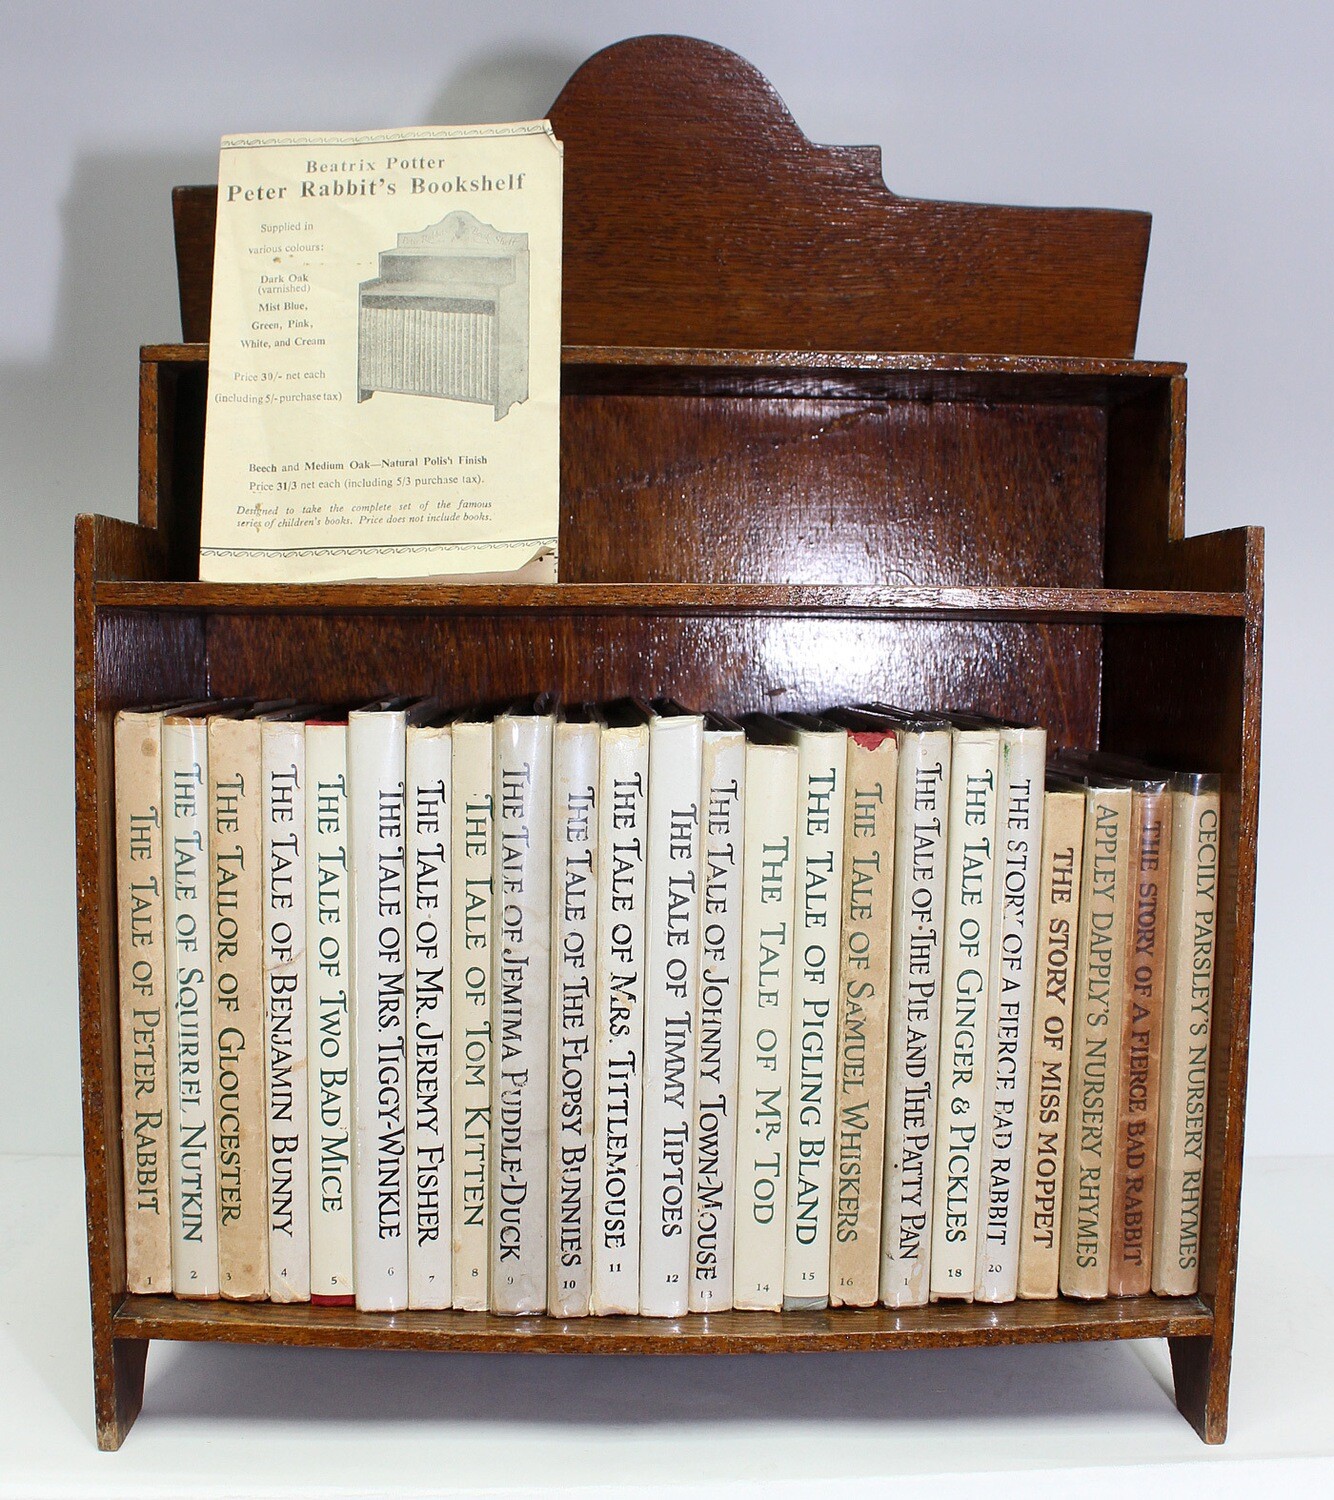 Beatrix Potter
Peter Rabbit's Bookshelf
Supplied in
various colours:
Dark Oak
(varnished)
Mist Blue,
Green, Pink,
White, and Cream
Price 30/- net each
(including 5/- purchase tax)
Beech and Medium Oak—Natural Polish Finish
Price 31/3 net each (including 5/3 purchase tax).
Designed to take the complete set of the famous
series of children's books. Price does not include books.
THE TALE OF PETER RABBIT
1
THE TALE OF SQUIRREL NUTKIN
2
THE TAILOR OF GLOUCESTER
3
THE TALE OF BENJAMIN BUNNY
4
THE TALE OF TWO BAD MICE
5
THE TALE OF MRS. TIGGY-WINKLE
6
THE TALE OF MR. JEREMY FISHER
7
THE TALE OF TOM KITTEN
8
THE TALE OF JEMIMA PUDDLE-DUCK
9
THE TALE OF THE FLOPSY BUNNIES
10
THE TALE OF MRS. TITTLEMOUSE
11
THE TALE OF TIMMY TIPTOES
12
THE TALE OF JOHNNY TOWN-MOUSE
13
THE TALE OF MR. TOD
14
THE TALE OF PIGLING BLAND
15
THE TALE OF SAMUEL WHISKERS
16
THE TALE OF THE PIE AND THE PATTY PAN
1
THE TALE OF GINGER & PICKLES
18
THE STORY OF A FIERCE BAD RABBIT
20
THE STORY OF MISS MOPPET
APPLEY DAPPLY'S NURSERY RHYMES
THE STORY OF A FIERCE BAD RABBIT
CECILY PARSLEY'S NURSERY RHYMES